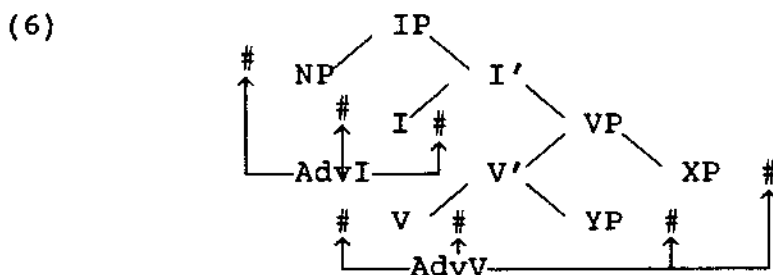 (6) IP
#
NP I'
#
I # VP
AdvI V' XP #
# V # YP #
AdvV